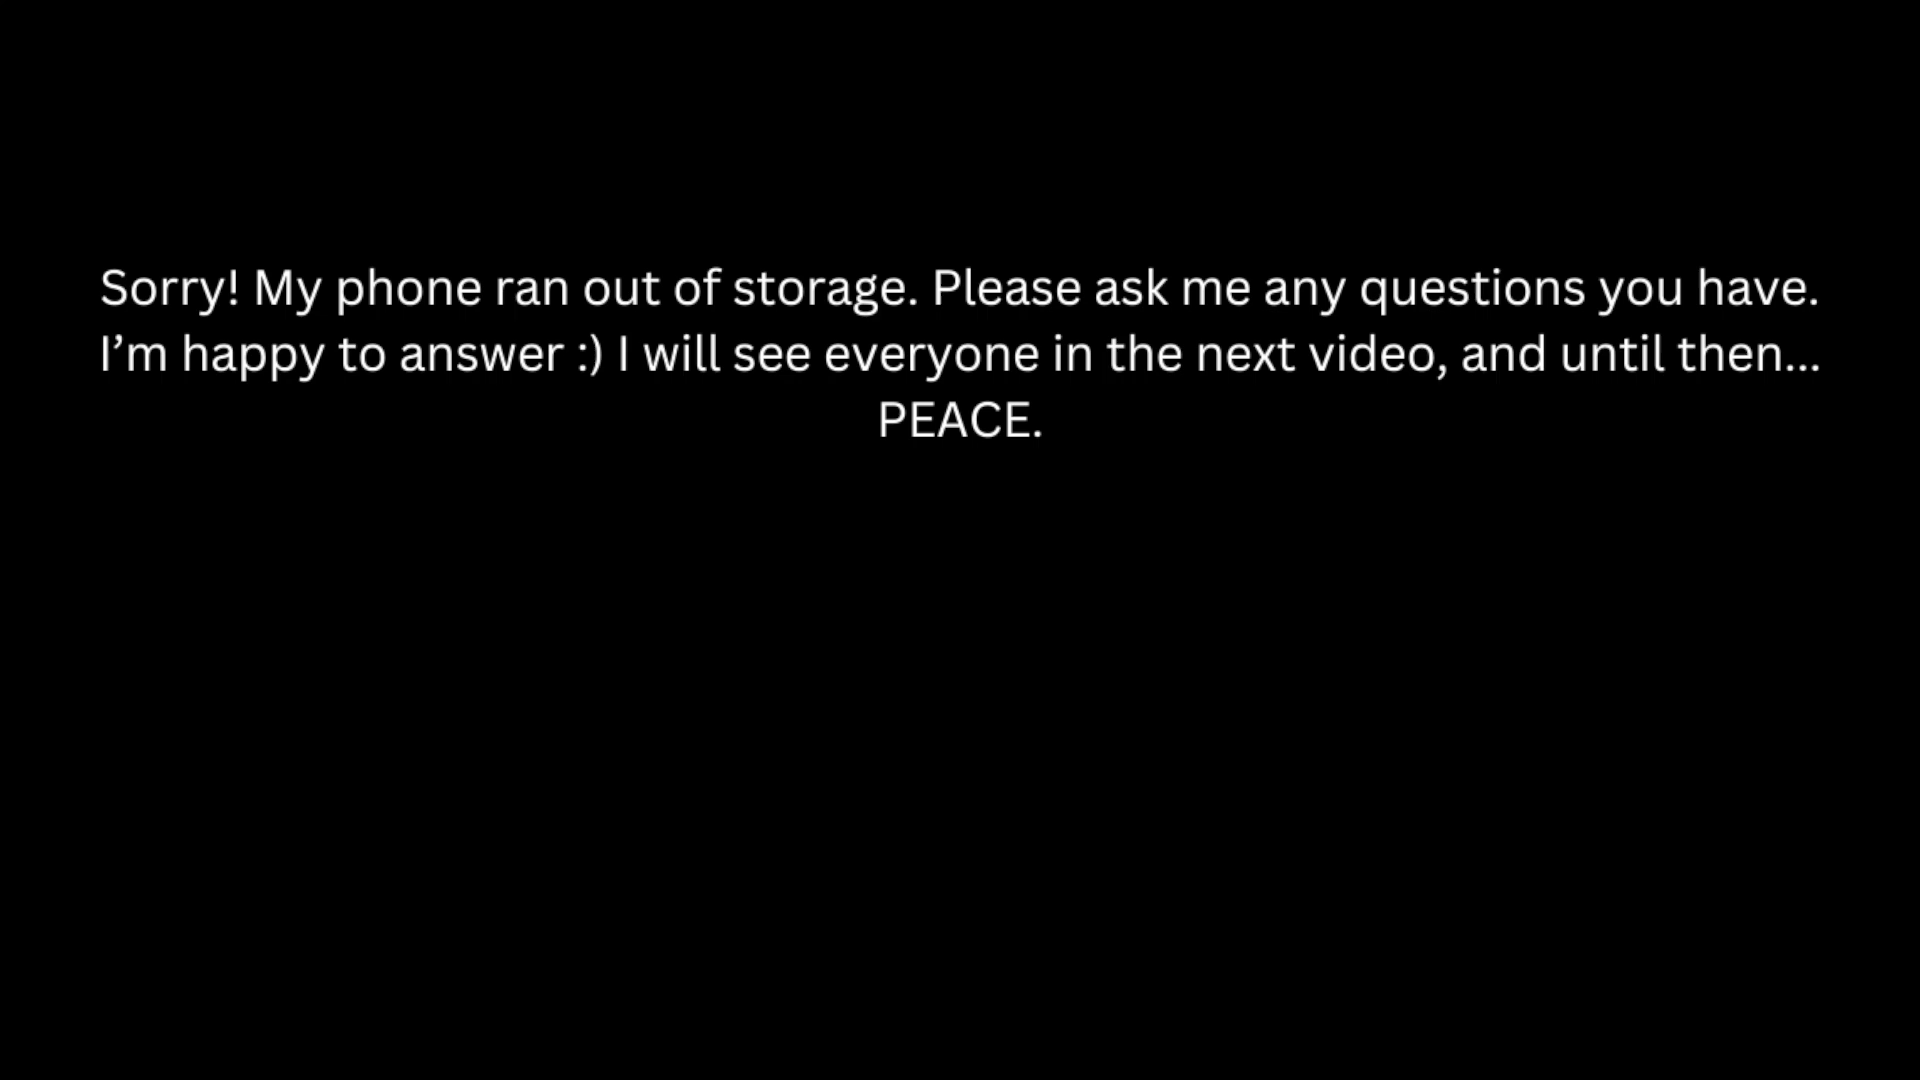 Sorry! My phone ran out of storage. Please ask me any questions you have.
I’m happy to answer :) I will see everyone in the next video, and until then...
PEACE.